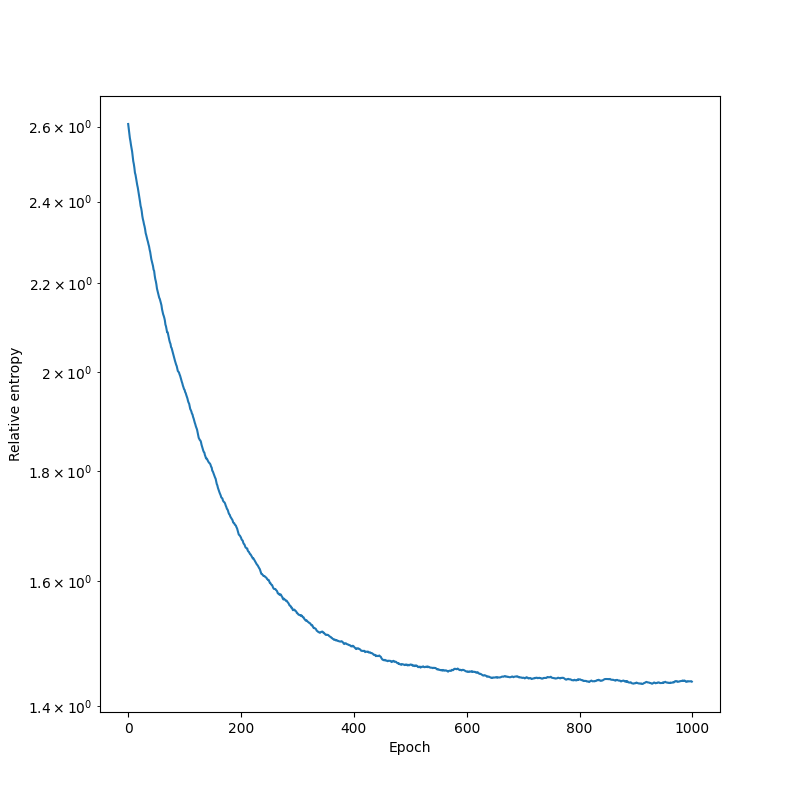 2.6 × 10⁰
2.4 × 10⁰
2.2 × 10⁰
2 × 10⁰
1.8 × 10⁰
1.6 × 10⁰
1.4 × 10⁰
Relative entropy
0 200 400 600 800 1000
Epoch